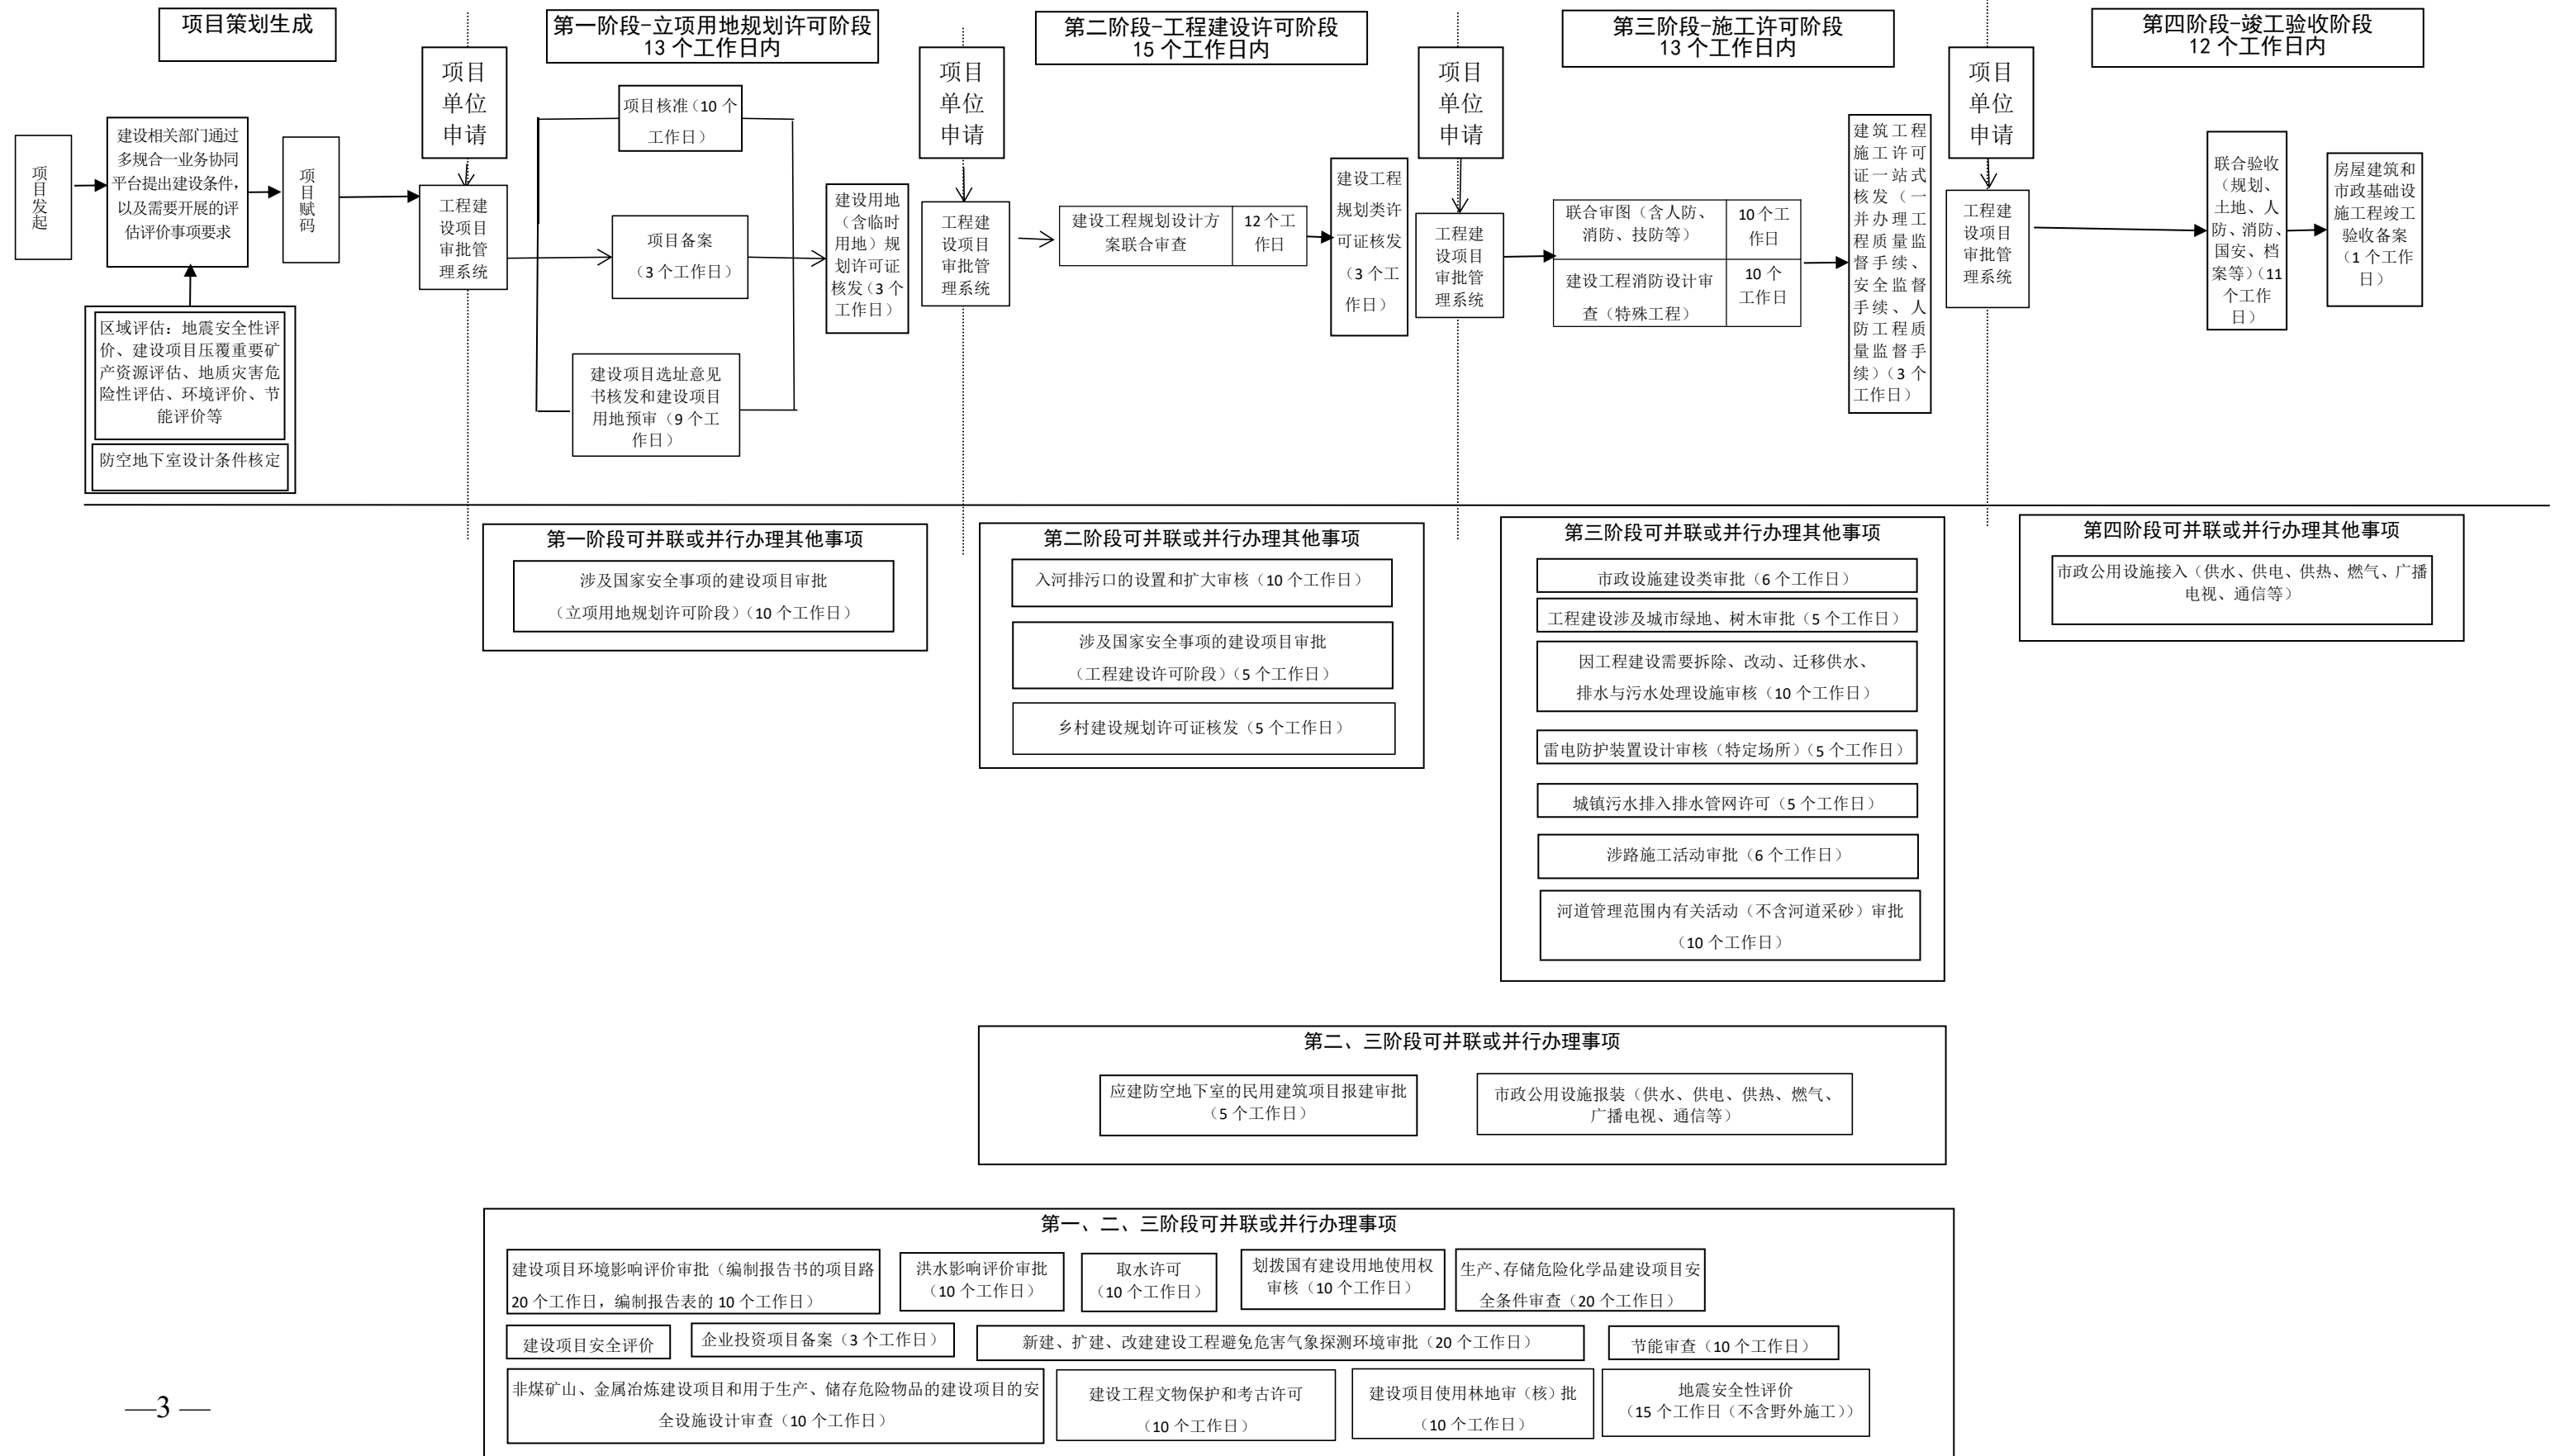 项目策划生成
第一阶段-立项用地规划许可阶段
13 个工作日内
第二阶段-工程建设许可阶段
15 个工作日内
第三阶段-施工许可阶段
13 个工作日内
第四阶段-竣工验收阶段
12 个工作日内
项目发起
建设相关部门通过
多规合一业务协同
平台提出建设条件,
以及需要开展的评
估评价事项要求
项目赋码
区域评估：地震安全性评
价、建设项目压覆重要矿
产资源评估、地质灾害危
险性评估、环境评价、节
能评价等
防空地下室设计条件核定
项目
单位
申请
工程建
设项目
审批管
理系统
项目核准（10 个
工作日）
项目备案
（3 个工作日）
建设项目选址意见
书核发和建设项目
用地预审（9 个工
作日）
建设用地
（含临时
用地）规
划许可证
核发（3 个
工作日）
项目
单位
申请
工程建
设项目
审批管
理系统
建设工程规划设计方
案联合审查
12 个工
作日
建设工程
规划类许
可证核发
（3 个工
作日）
项目
单位
申请
工程建
设项目
审批管
理系统
联合审图（含人防、
消防、技防等）
10 个工
作日
建设工程消防设计审
查（特殊工程）
10 个
工作日
建筑工程
施工许可
证一站式
核发（一
并办理工
程质量监
督手续、
安全监督
手续、人
防工程质
量监督手
续）（3 个
工作日）
项目
单位
申请
工程建
设项目
审批管
理系统
联合验收
（规划、
土地、人
防、消防、
国安、档
案等）（11
个工作
日）
房屋建筑和
市政基础设
施工程竣工
验收备案
（1 个工作
日）
第一阶段可并联或并行办理其他事项
涉及国家安全事项的建设项目审批
（立项用地规划许可阶段）（10 个工作日）
第二阶段可并联或并行办理其他事项
入河排污口的设置和扩大审核（10 个工作日）
涉及国家安全事项的建设项目审批
（工程建设许可阶段）（5 个工作日）
乡村建设规划许可证核发（5 个工作日）
第三阶段可并联或并行办理其他事项
市政设施建设类审批（6 个工作日）
工程建设涉及城市绿地、树木审批（5 个工作日）
因工程建设需要拆除、改动、迁移供水、
排水与污水处理设施审核（10 个工作日）
雷电防护装置设计审核（特定场所）（5 个工作日）
城镇污水排入排水管网许可（5 个工作日）
涉路施工活动审批（6 个工作日）
河道管理范围内有关活动（不含河道采砂）审批
（10 个工作日）
第四阶段可并联或并行办理其他事项
市政公用设施接入（供水、供电、供热、燃气、广播
电视、通信等）
第二、三阶段可并联或并行办理事项
应建防空地下室的民用建筑项目报建审批
（5 个工作日）
市政公用设施报装（供水、供电、供热、燃气、
广播电视、通信等）
第一、二、三阶段可并联或并行办理事项
建设项目环境影响评价审批（编制报告书的项目路
20 个工作日，编制报告表的 10 个工作日）
洪水影响评价审批
（10 个工作日）
取水许可
（10 个工作日）
划拨国有建设用地使用权
审核（10 个工作日）
生产、存储危险化学品建设项目安
全条件审查（20 个工作日）
建设项目安全评价
企业投资项目备案（3 个工作日）
新建、扩建、改建建设工程避免危害气象探测环境审批（20 个工作日）
节能审查（10 个工作日）
非煤矿山、金属冶炼建设项目和用于生产、储存危险物品的建设项目的安
全设施设计审查（10 个工作日）
建设工程文物保护和考古许可
（10 个工作日）
建设项目使用林地审（核）批
（10 个工作日）
地震安全性评价
（15 个工作日（不含野外施工））
—3 —